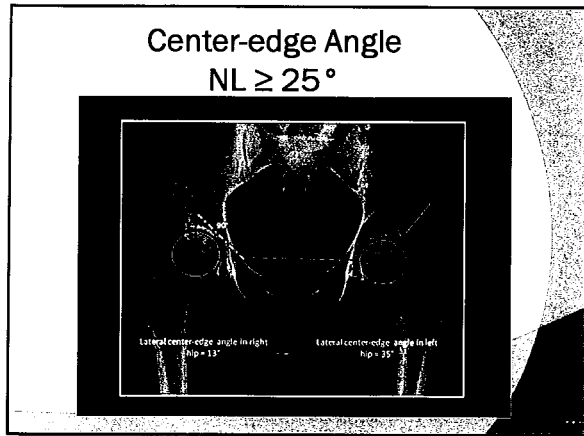 Center-edge Angle
NL ≥ 25°
90°
Lateral center-edge angle in right
hip = 13°
Lateral center-edge angle in left
hip = 35°